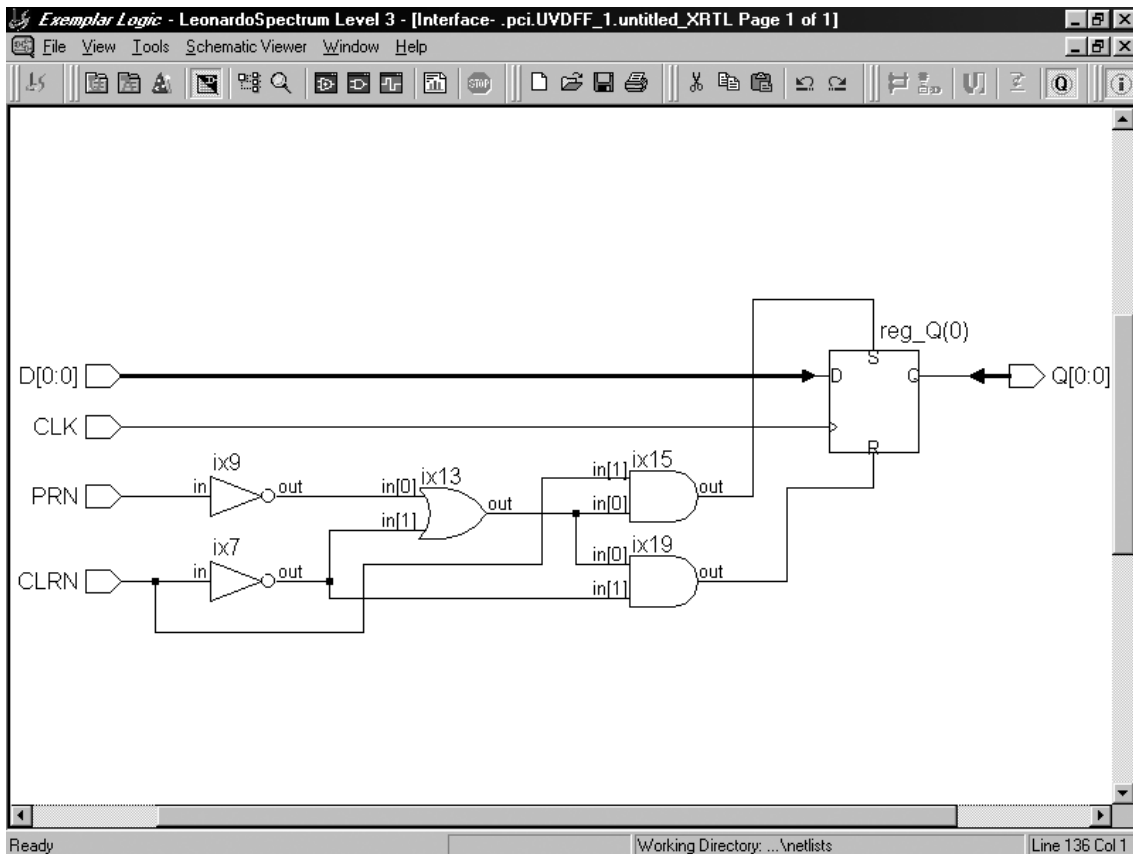 Exemplar Logic - LeonardoSpectrum Level 3 - [Interface- .pci.UVDFF_1.untitled_XRTL Page 1 of 1]
File View Tools Schematic Viewer Window Help
STOP
Q
i
reg_Q(0)
S
D[0:0]
D
Q
Q[0:0]
CLK
R
ix9
ix13
ix15
in[1]
out
PRN
in
out
in[0]
out
in[0]
in[1]
ix7
ix19
in[0]
out
CLRN
in
out
in[1]
Ready
Working Directory: ...\netlists
Line 136 Col 1